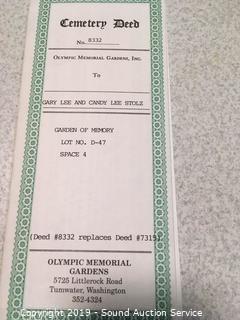 Cemetery Deed
No. 8332
OLYMPIC MEMORIAL GARDENS, INC.
To
GARY LEE AND CANDY LEE STOLZ
GARDEN OF MEMORY
LOT NO. D-47
SPACE 4
(Deed #8332 replaces Deed #7315)
OLYMPIC MEMORIAL
GARDENS
5725 Littlerock Road
Tumwater, Washington
352-4324
Copyright 2019 - Sound Auction Service